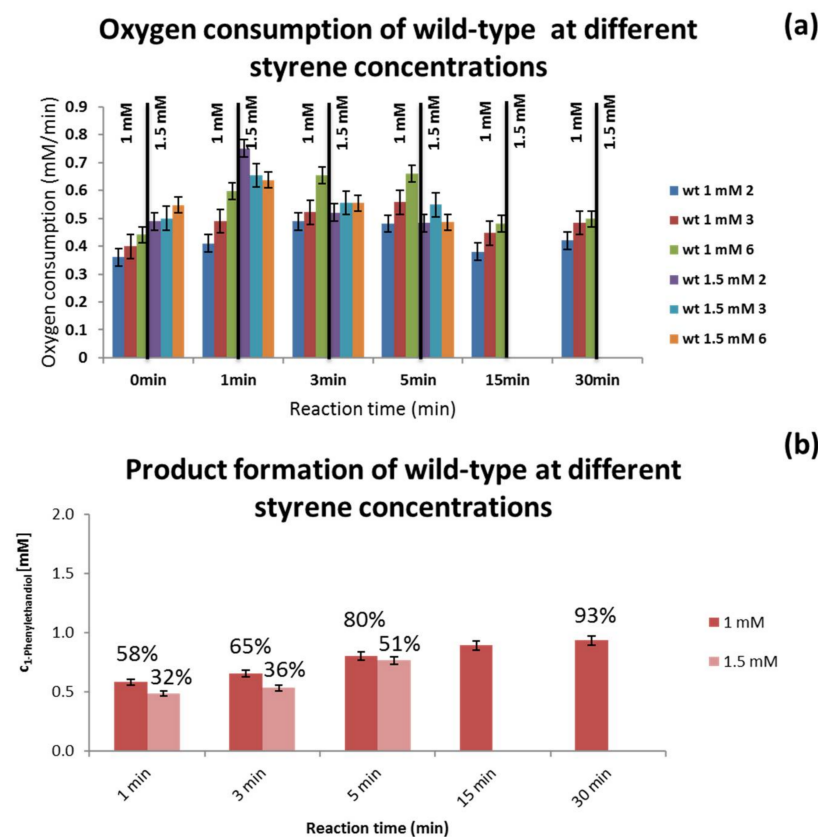 (a)
Oxygen consumption of wild-type at different
styrene concentrations
Oxygen consumption (mM/min)
0.9
0.8
0.7
0.6
0.5
0.4
0.3
0.2
0.1
0
1 mM 1.5 mM 1 mM 1.5 mM 1 mM 1.5 mM 1 mM 1.5 mM 1 mM 1.5 mM 1 mM 1.5 mM
0min 1min 3min 5min 15min 30min
Reaction time (min)
wt 1 mM 2
wt 1 mM 3
wt 1 mM 6
wt 1.5 mM 2
wt 1.5 mM 3
wt 1.5 mM 6
(b)
Product formation of wild-type at different
styrene concentrations
c1-Phenylethandiol [mM]
2.0
1.5
1.0
0.5
0.0
58% 32% 65% 36% 80% 51% 93%
1 min 3 min 5 min 15 min 30 min
Reaction time (min)
1 mM
1.5 mM